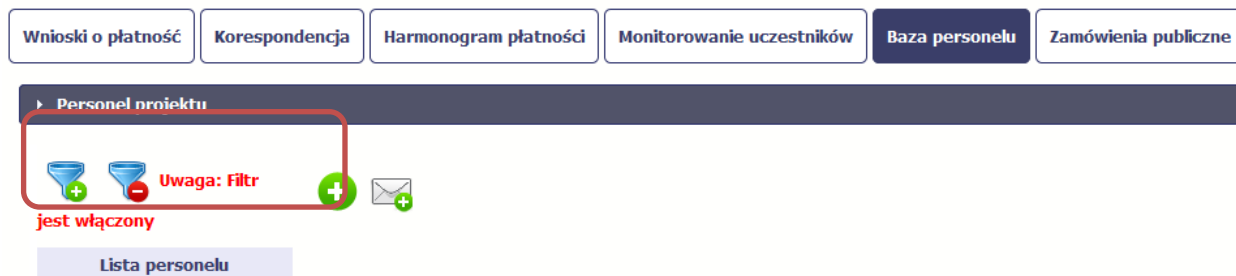 Wnioski o płatność Korespondencja Harmonogram płatności Monitorowanie uczestników Baza personelu Zamówienia publiczne
Personel projektu
Uwaga: Filtr
jest włączony
Lista personelu